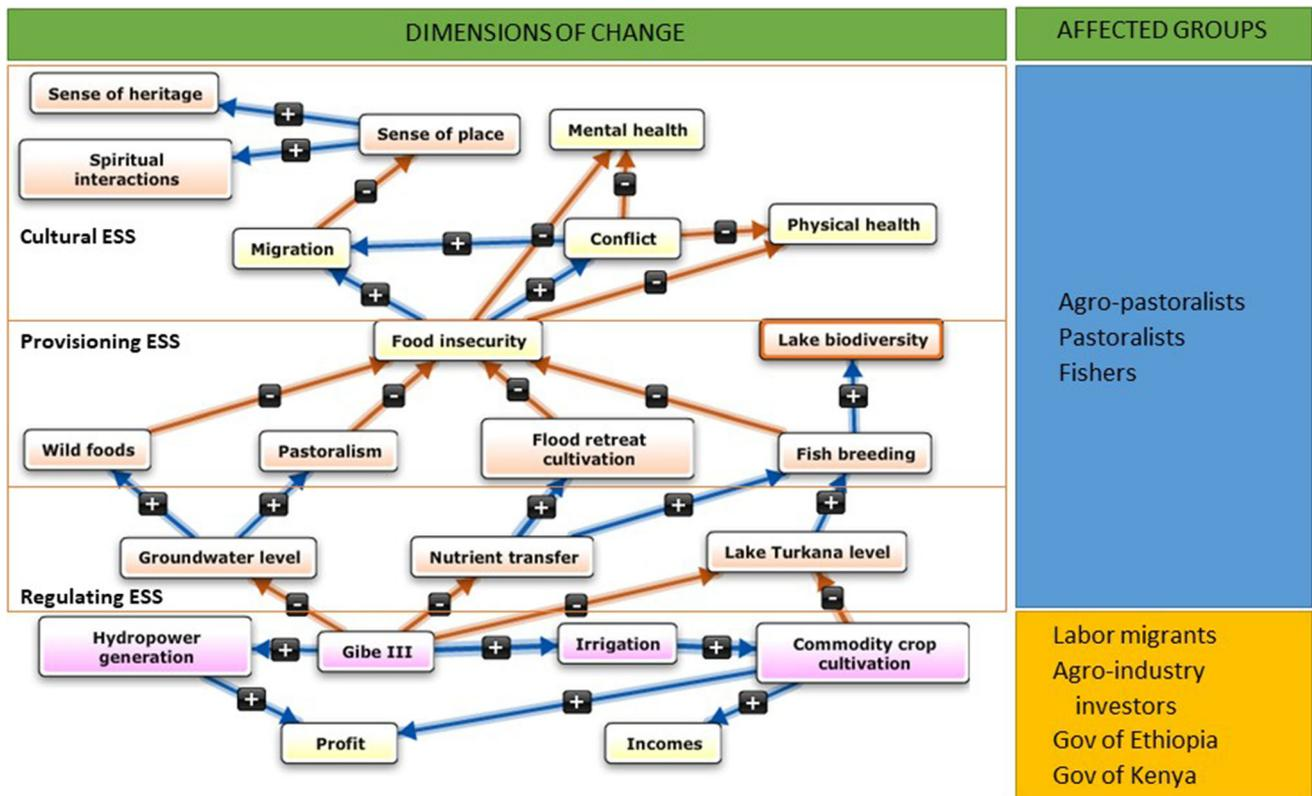 DIMENSIONS OF CHANGE
AFFECTED GROUPS
Sense of heritage
+
Sense of place
Mental health
+
Spiritual
interactions
-
-
Physical health
Cultural ESS
Migration
+
-
Conflict
-
+
+
-
Provisioning ESS
Food insecurity
Lake biodiversity
-
-
-
-
+
Wild foods
Pastoralism
Flood retreat
cultivation
Fish breeding
+
+
+
+
+
Groundwater level
Nutrient transfer
Lake Turkana level
Regulating ESS
-
-
-
-
Hydropower
generation
+
Gibe III
+
Irrigation
+
Commodity crop
cultivation
+
+
+
Profit
Incomes
Agro-pastoralists
Pastoralists
Fishers
Labor migrants
Agro-industry
investors
Gov of Ethiopia
Gov of Kenya